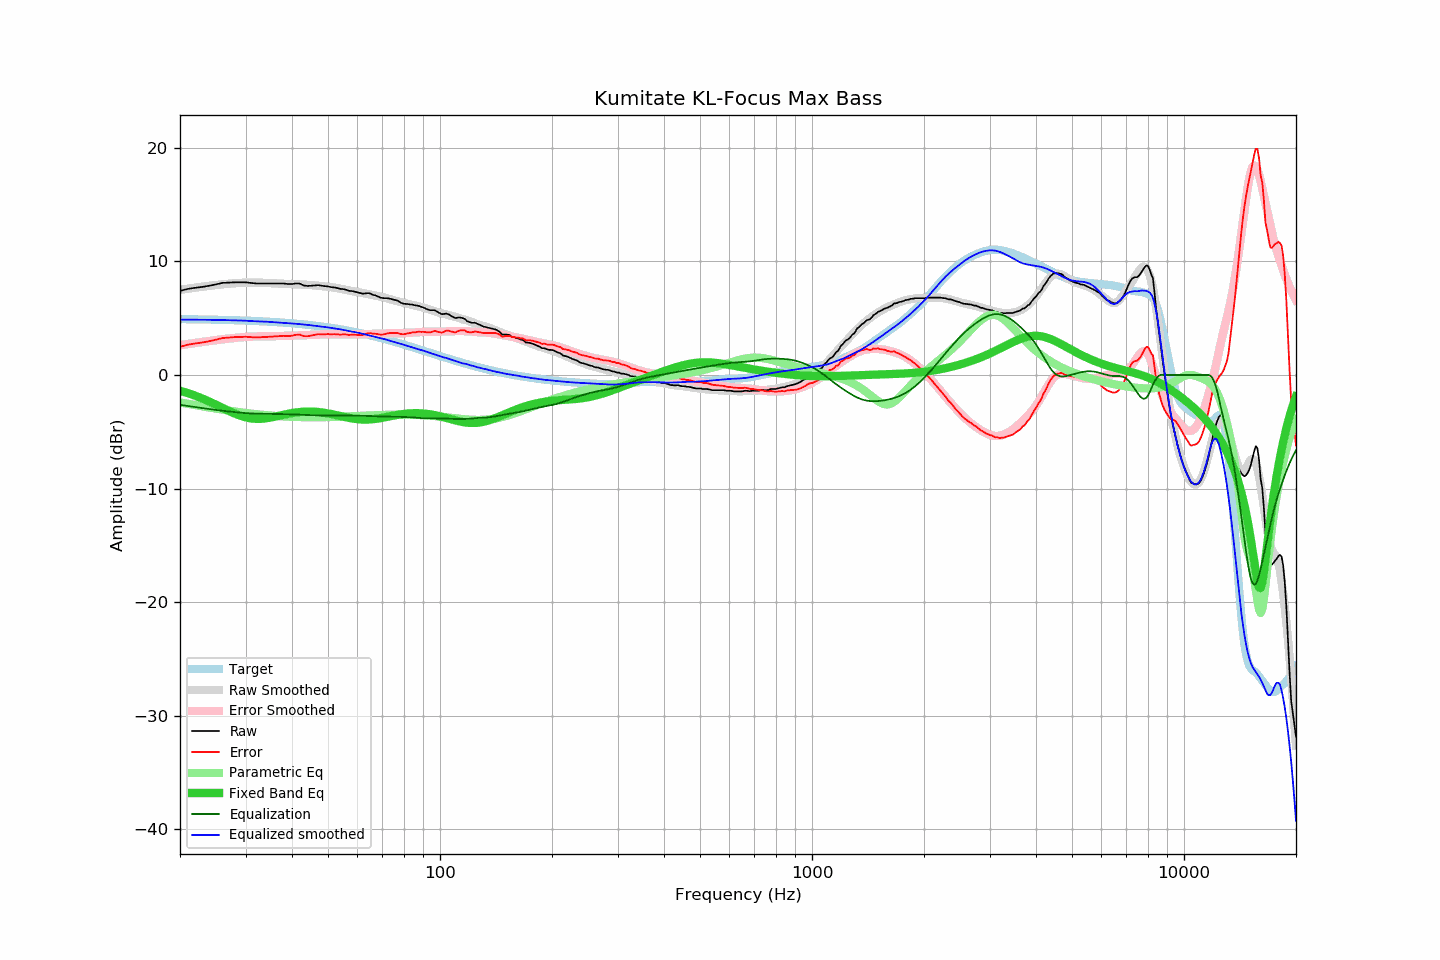 Kumitate KL-Focus Max Bass
20
10
0
−10
−20
−30
−40
Amplitude (dBr)
Target
Raw Smoothed
Error Smoothed
Raw
Error
Parametric Eq
Fixed Band Eq
Equalization
Equalized smoothed
100
1000
10000
Frequency (Hz)